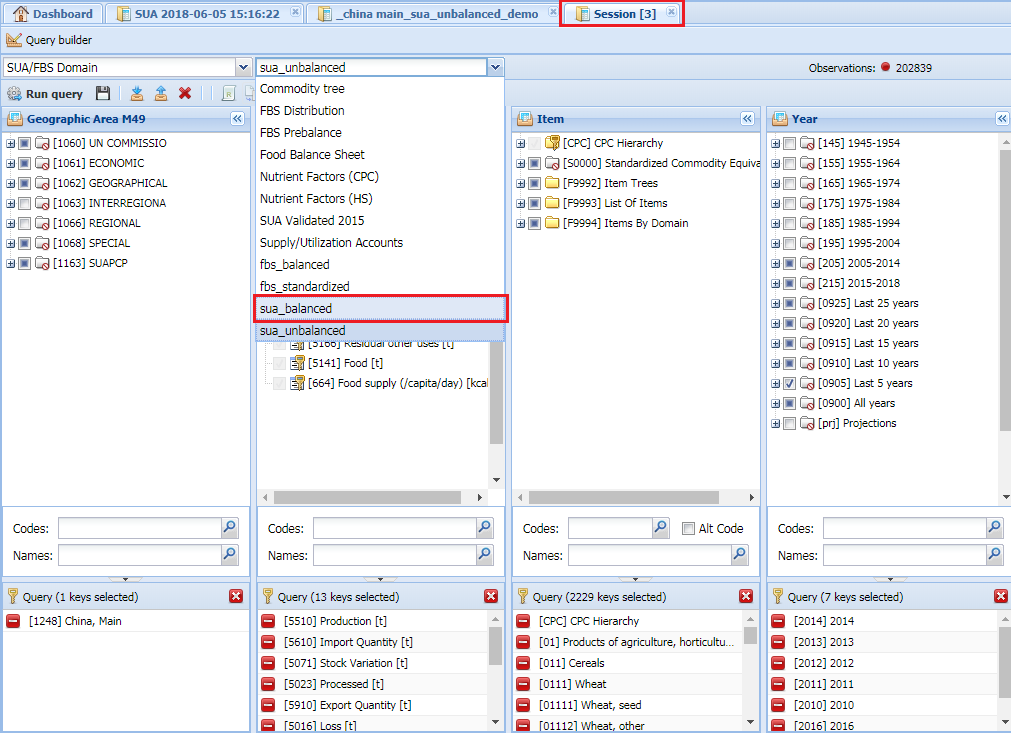 Dashboard
SUA 2018-06-05 15:16:22
_china main_sua_unbalanced_demo
Session [3]
Query builder
SUA/FBS Domain
sua_unbalanced
Observations: 202839
Run query
Commodity tree
FBS Distribution
FBS Prebalance
Food Balance Sheet
Nutrient Factors (CPC)
Nutrient Factors (HS)
SUA Validated 2015
Supply/Utilization Accounts
fbs_balanced
fbs_standardized
sua_balanced
sua_unbalanced
Geographic Area M49
[1060] UN COMMISSIO
[1061] ECONOMIC
[1062] GEOGRAPHICAL
[1063] INTERREGIONA
[1066] REGIONAL
[1068] SPECIAL
[1163] SUAPCP
[5166] Residual other uses [t]
[5141] Food [t]
[664] Food supply (/capita/day) [kcal
Item
[CPC] CPC Hierarchy
[S0000] Standardized Commodity Equiva
[F9992] Item Trees
[F9993] List Of Items
[F9994] Items By Domain
Year
[145] 1945-1954
[155] 1955-1964
[165] 1965-1974
[175] 1975-1984
[185] 1985-1994
[195] 1995-2004
[205] 2005-2014
[215] 2015-2018
[0925] Last 25 years
[0920] Last 20 years
[0915] Last 15 years
[0910] Last 10 years
[0905] Last 5 years
[0900] All years
[prj] Projections
Codes:
Names:
Codes:
Names:
Codes:
Alt Code
Names:
Codes:
Names:
Query (1 keys selected)
[1248] China, Main
Query (13 keys selected)
[5510] Production [t]
[5610] Import Quantity [t]
[5071] Stock Variation [t]
[5023] Processed [t]
[5910] Export Quantity [t]
[5016] Loss [t]
Query (2229 keys selected)
[CPC] CPC Hierarchy
[01] Products of agriculture, horticultu...
[011] Cereals
[0111] Wheat
[01111] Wheat, seed
[01112] Wheat, other
Query (7 keys selected)
[2014] 2014
[2013] 2013
[2012] 2012
[2011] 2011
[2010] 2010
[2016] 2016